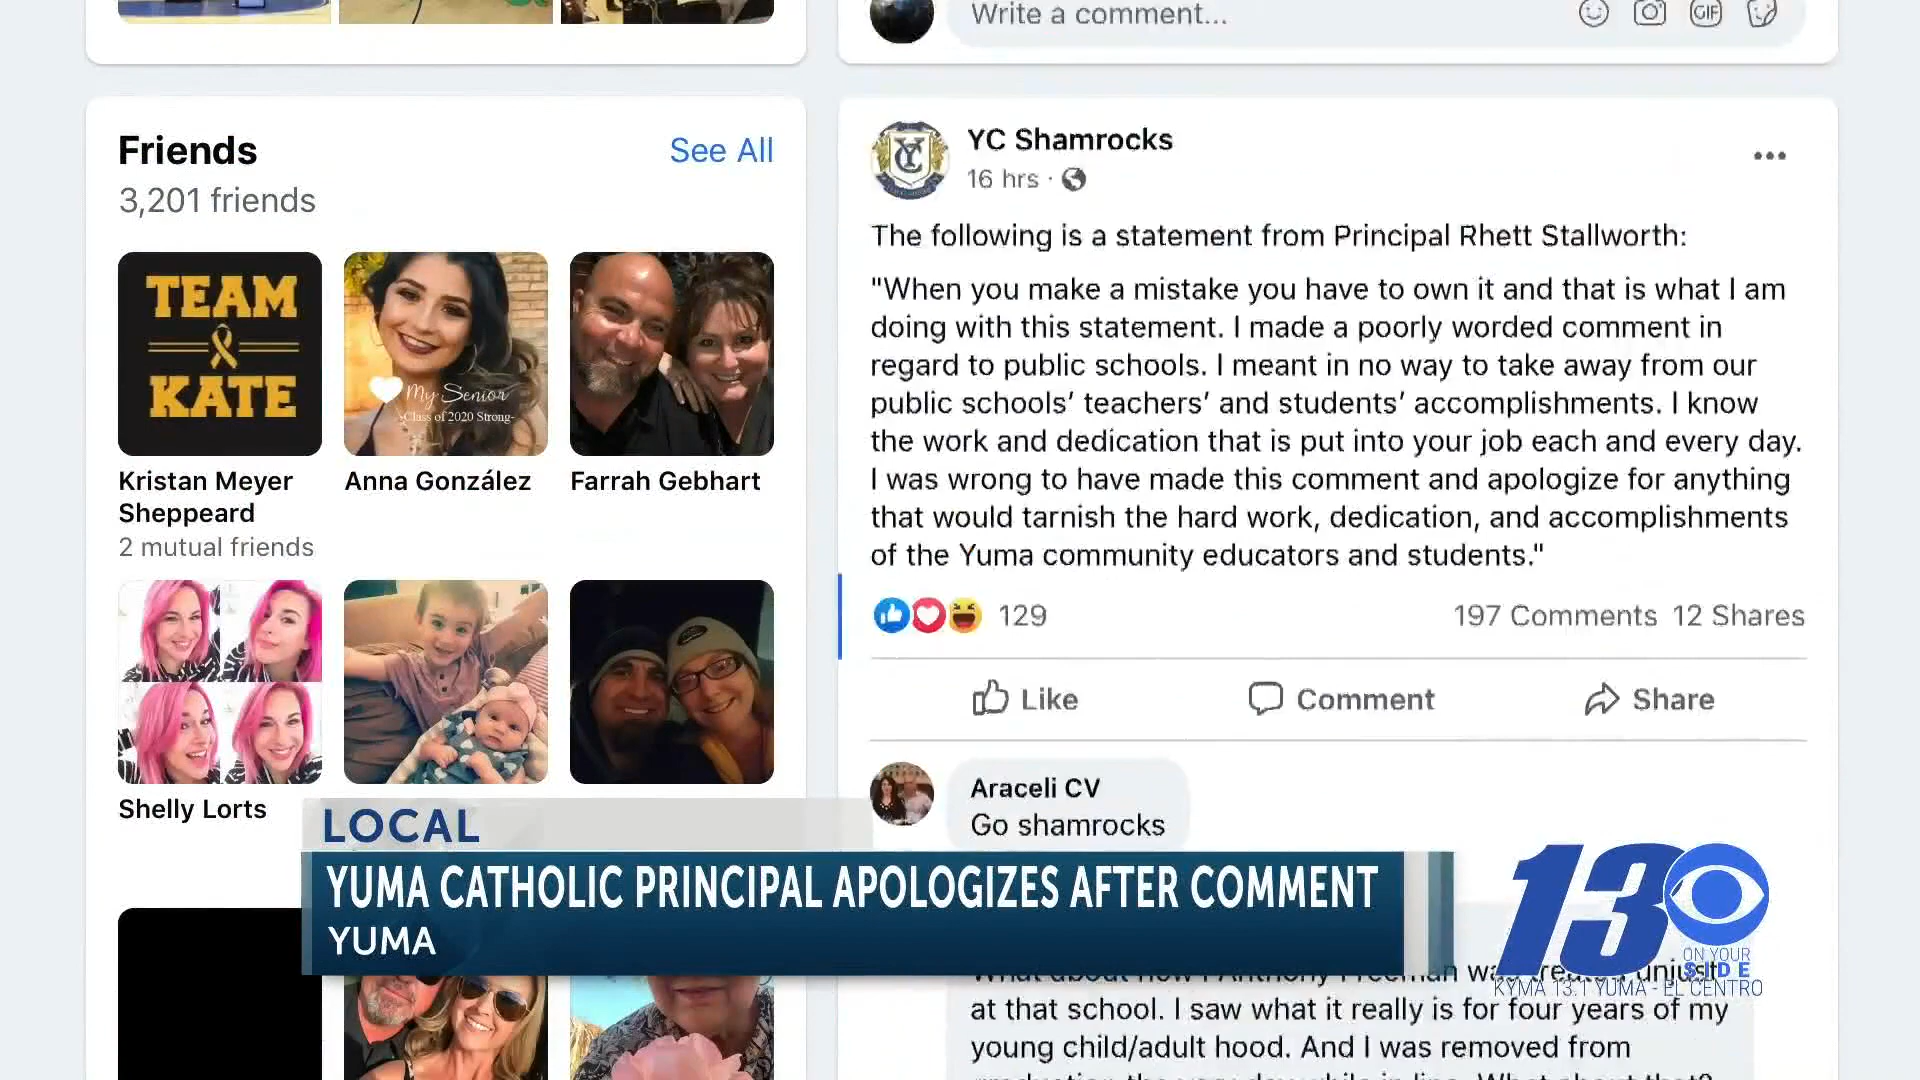 Write a comment...
GIF
Friends
See All
3,201 friends
TEAM
KATE
My Senior
-Class of 2020 Strong-
Kristan Meyer
Sheppeard
2 mutual friends
Anna González
Farrah Gebhart
Shelly Lorts
YC Shamrocks
16 hrs ·
The following is a statement from Principal Rhett Stallworth:
"When you make a mistake you have to own it and that is what I am
doing with this statement. I made a poorly worded comment in
regard to public schools. I meant in no way to take away from our
public schools’ teachers’ and students’ accomplishments. I know
the work and dedication that is put into your job each and every day.
I was wrong to have made this comment and apologize for anything
that would tarnish the hard work, dedication, and accomplishments
of the Yuma community educators and students."
129
197 Comments 12 Shares
Like
Comment
Share
Araceli CV
Go shamrocks
What about how I Anthony Freeman was treated unjust
at that school. I saw what it really is for four years of my
young child/adult hood. And I was removed from
LOCAL
YUMA CATHOLIC PRINCIPAL APOLOGIZES AFTER COMMENT
YUMA
13
ON YOUR
SIDE
KYMA 13.1 YUMA - EL CENTRO